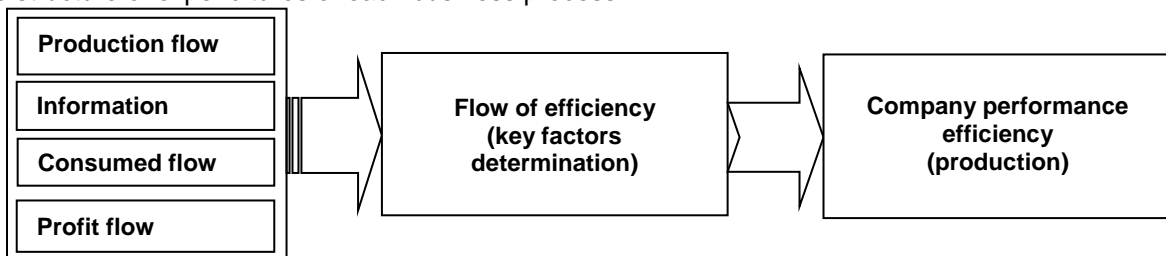 Production flow
Information
Consumed flow
Profit flow
Flow of efficiency
(key factors
determination)
Company performance
efficiency
(production)